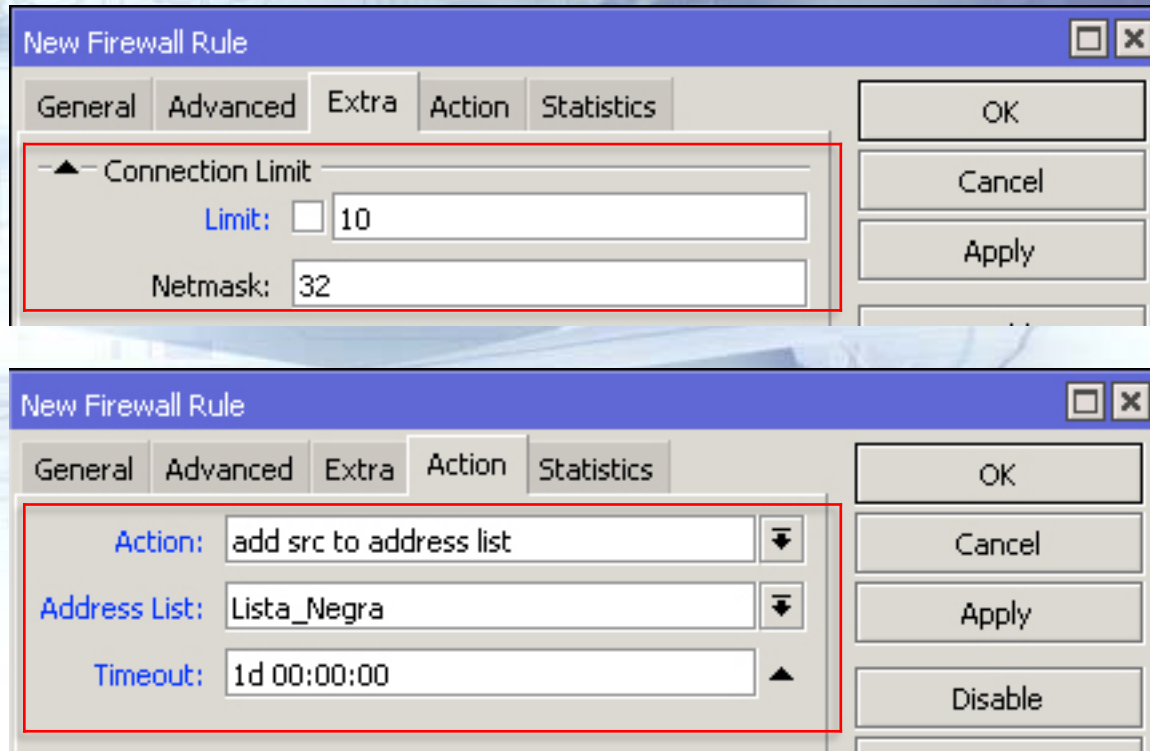 New Firewall Rule
General Advanced Extra Action Statistics
OK
Connection Limit
Cancel
Limit: 10
Apply
Netmask: 32
New Firewall Rule
General Advanced Extra Action Statistics
OK
Action: add src to address list
Cancel
Address List: Lista_Negra
Apply
Timeout: 1d 00:00:00
Disable